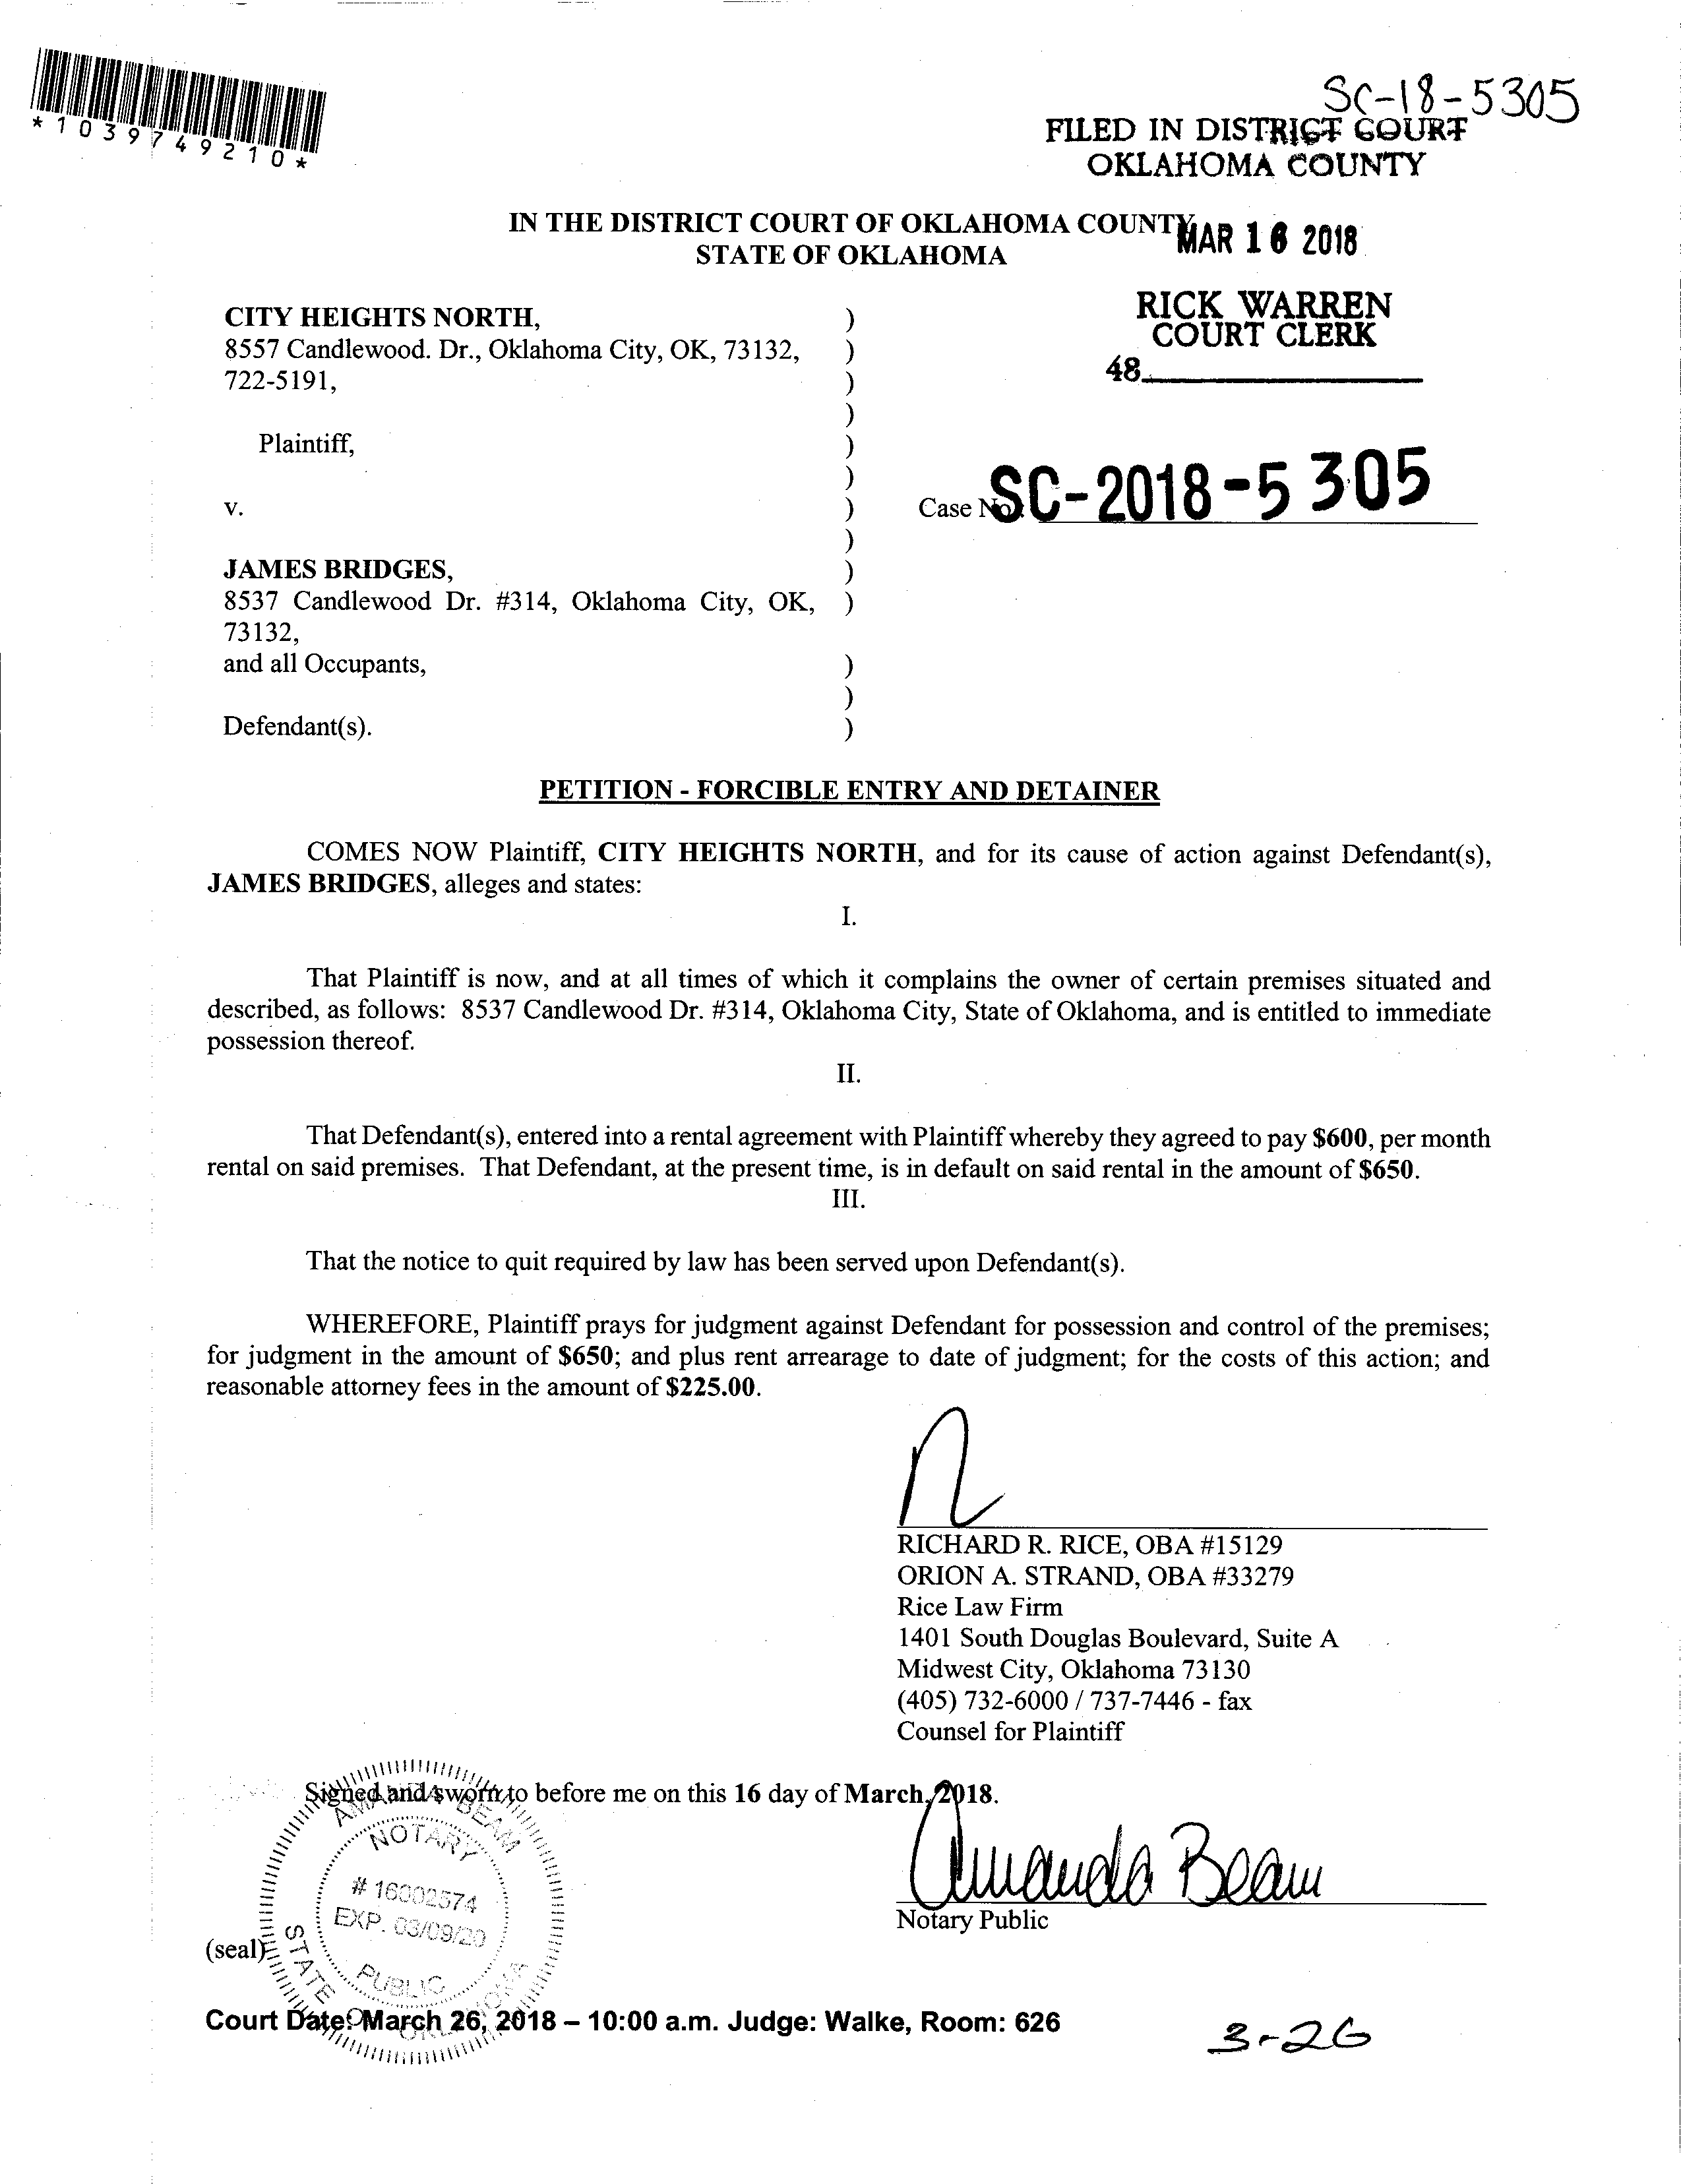 *1039749210*
SC-18-5305
FILED IN DISTRICT COURT
OKLAHOMA COUNTY
IN THE DISTRICT COURT OF OKLAHOMA COUNTY
STATE OF OKLAHOMA
MAR 16 2018
RICK WARREN
COURT CLERK
48
CITY HEIGHTS NORTH, )
8557 Candlewood. Dr., Oklahoma City, OK, 73132, )
722-5191, )
)
Plaintiff, )
)
v. )
)
Case No. SC-2018-5305
JAMES BRIDGES, )
8537 Candlewood Dr. #314, Oklahoma City, OK, )
73132,
and all Occupants, )
)
Defendant(s). )
PETITION - FORCIBLE ENTRY AND DETAINER
COMES NOW Plaintiff, CITY HEIGHTS NORTH, and for its cause of action against Defendant(s),
JAMES BRIDGES, alleges and states:
I.
That Plaintiff is now, and at all times of which it complains the owner of certain premises situated and
described, as follows: 8537 Candlewood Dr. #314, Oklahoma City, State of Oklahoma, and is entitled to immediate
possession thereof.
II.
That Defendant(s), entered into a rental agreement with Plaintiff whereby they agreed to pay $600, per month
rental on said premises. That Defendant, at the present time, is in default on said rental in the amount of $650.
III.
That the notice to quit required by law has been served upon Defendant(s).
WHEREFORE, Plaintiff prays for judgment against Defendant for possession and control of the premises;
for judgment in the amount of $650; and plus rent arrearage to date of judgment; for the costs of this action; and
reasonable attorney fees in the amount of $225.00.
RICHARD R. RICE, OBA #15129
ORION A. STRAND, OBA #33279
Rice Law Firm
1401 South Douglas Boulevard, Suite A
Midwest City, Oklahoma 73130
(405) 732-6000 / 737-7446 - fax
Counsel for Plaintiff
Signed and sworn to before me on this 16 day of March, 2018.
AMANDA BEAM
NOTARY
# 16002574
EXP. 03/09/20
PUBLIC
STATE OF OKLAHOMA
Amanda Beam
Notary Public
(seal)
Court Date: March 26, 2018 – 10:00 a.m. Judge: Walke, Room: 626
3-26